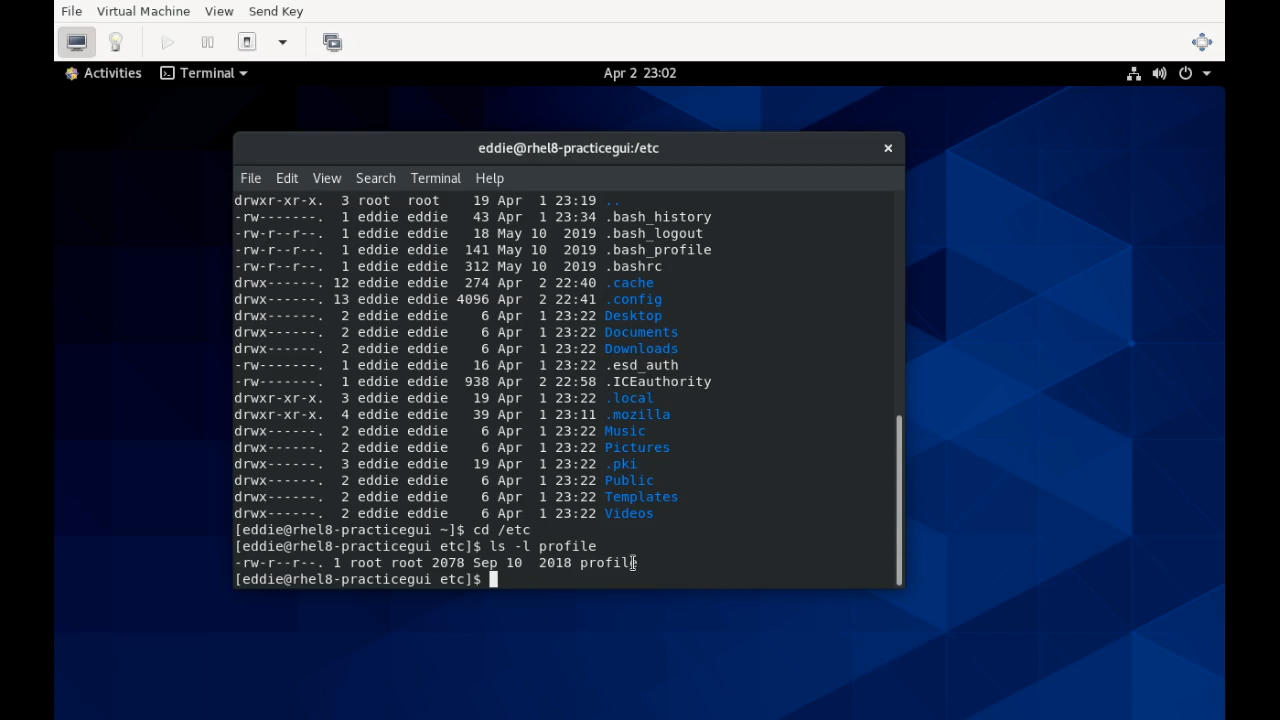 File Virtual Machine View Send Key
Activities Terminal Apr 2 23:02
eddie@rhel8-practicegui:/etc ×
File Edit View Search Terminal Help
drwxr-xr-x.  3 root  root    19 Apr  1 23:19 ..
-rw-------.  1 eddie eddie   43 Apr  1 23:34 .bash_history
-rw-r--r--.  1 eddie eddie   18 May 10  2019 .bash_logout
-rw-r--r--.  1 eddie eddie  141 May 10  2019 .bash_profile
-rw-r--r--.  1 eddie eddie  312 May 10  2019 .bashrc
drwx------. 12 eddie eddie  274 Apr  2 22:40 .cache
drwx------. 13 eddie eddie 4096 Apr  2 22:41 .config
drwx------.  2 eddie eddie    6 Apr  1 23:22 Desktop
drwx------.  2 eddie eddie    6 Apr  1 23:22 Documents
drwx------.  2 eddie eddie    6 Apr  1 23:22 Downloads
-rw-------.  1 eddie eddie   16 Apr  1 23:22 .esd_auth
-rw-------.  1 eddie eddie  938 Apr  2 22:58 .ICEauthority
drwxr-xr-x.  3 eddie eddie   19 Apr  1 23:22 .local
drwxr-xr-x.  4 eddie eddie   39 Apr  1 23:11 .mozilla
drwx------.  2 eddie eddie    6 Apr  1 23:22 Music
drwx------.  2 eddie eddie    6 Apr  1 23:22 Pictures
drwx------.  3 eddie eddie   19 Apr  1 23:22 .pki
drwx------.  2 eddie eddie    6 Apr  1 23:22 Public
drwx------.  2 eddie eddie    6 Apr  1 23:22 Templates
drwx------.  2 eddie eddie    6 Apr  1 23:22 Videos
[eddie@rhel8-practicegui ~]$ cd /etc
[eddie@rhel8-practicegui etc]$ ls -l profile
-rw-r--r--. 1 root root 2078 Sep 10  2018 profile
[eddie@rhel8-practicegui etc]$